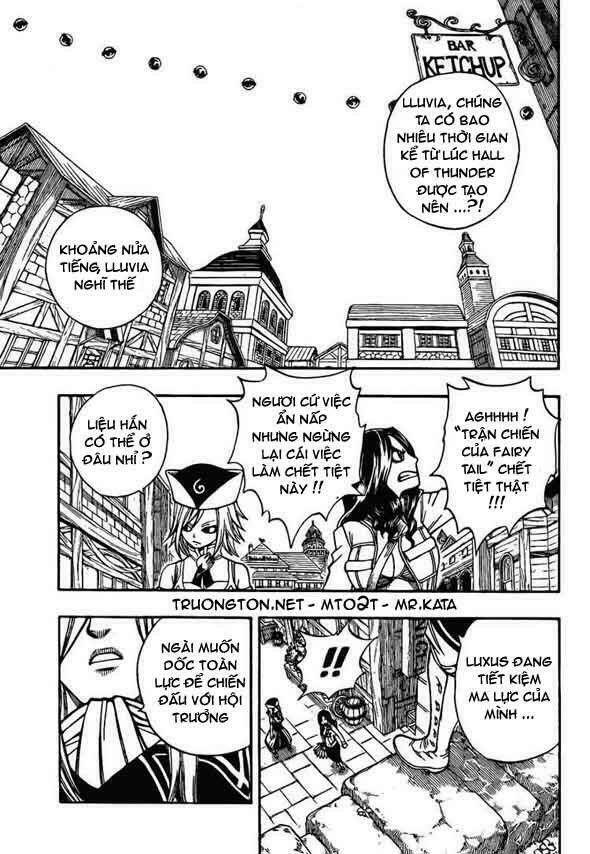 BAR
KETCHUP
LLUVIA, CHÚNG
TA CÓ BAO
NHIÊU THỜI GIAN
KỂ TỪ LÚC HALL
OF THUNDER
ĐƯỢC TẠO
NÊN ...?!
KHOẢNG NỬA
TIẾNG, LLUVIA
NGHĨ THẾ
AGHHHH !
“TRẬN CHIẾN
CỦA FAIRY
TAIL” CHẾT
TIỆT THẬT
!!!
NGƯƠI CỨ VIỆC
ẨN NẤP
NHƯNG NGỪNG
LẠI CÁI VIỆC
LÀM CHẾT TIỆT
NÀY !!
LIỆU HẮN
CÓ THỂ Ở
ĐÂU NHỈ ?
TRUONGTON.NET - MTO2T - MR.KATA
LUXUS ĐANG
TIẾT KIỆM
MA LỰC CỦA
MÌNH ...
!!
NGÀI MUỐN
DỐC TOÀN
LỰC ĐỂ CHIẾN
ĐẤU VỚI HỘI
TRƯỞNG